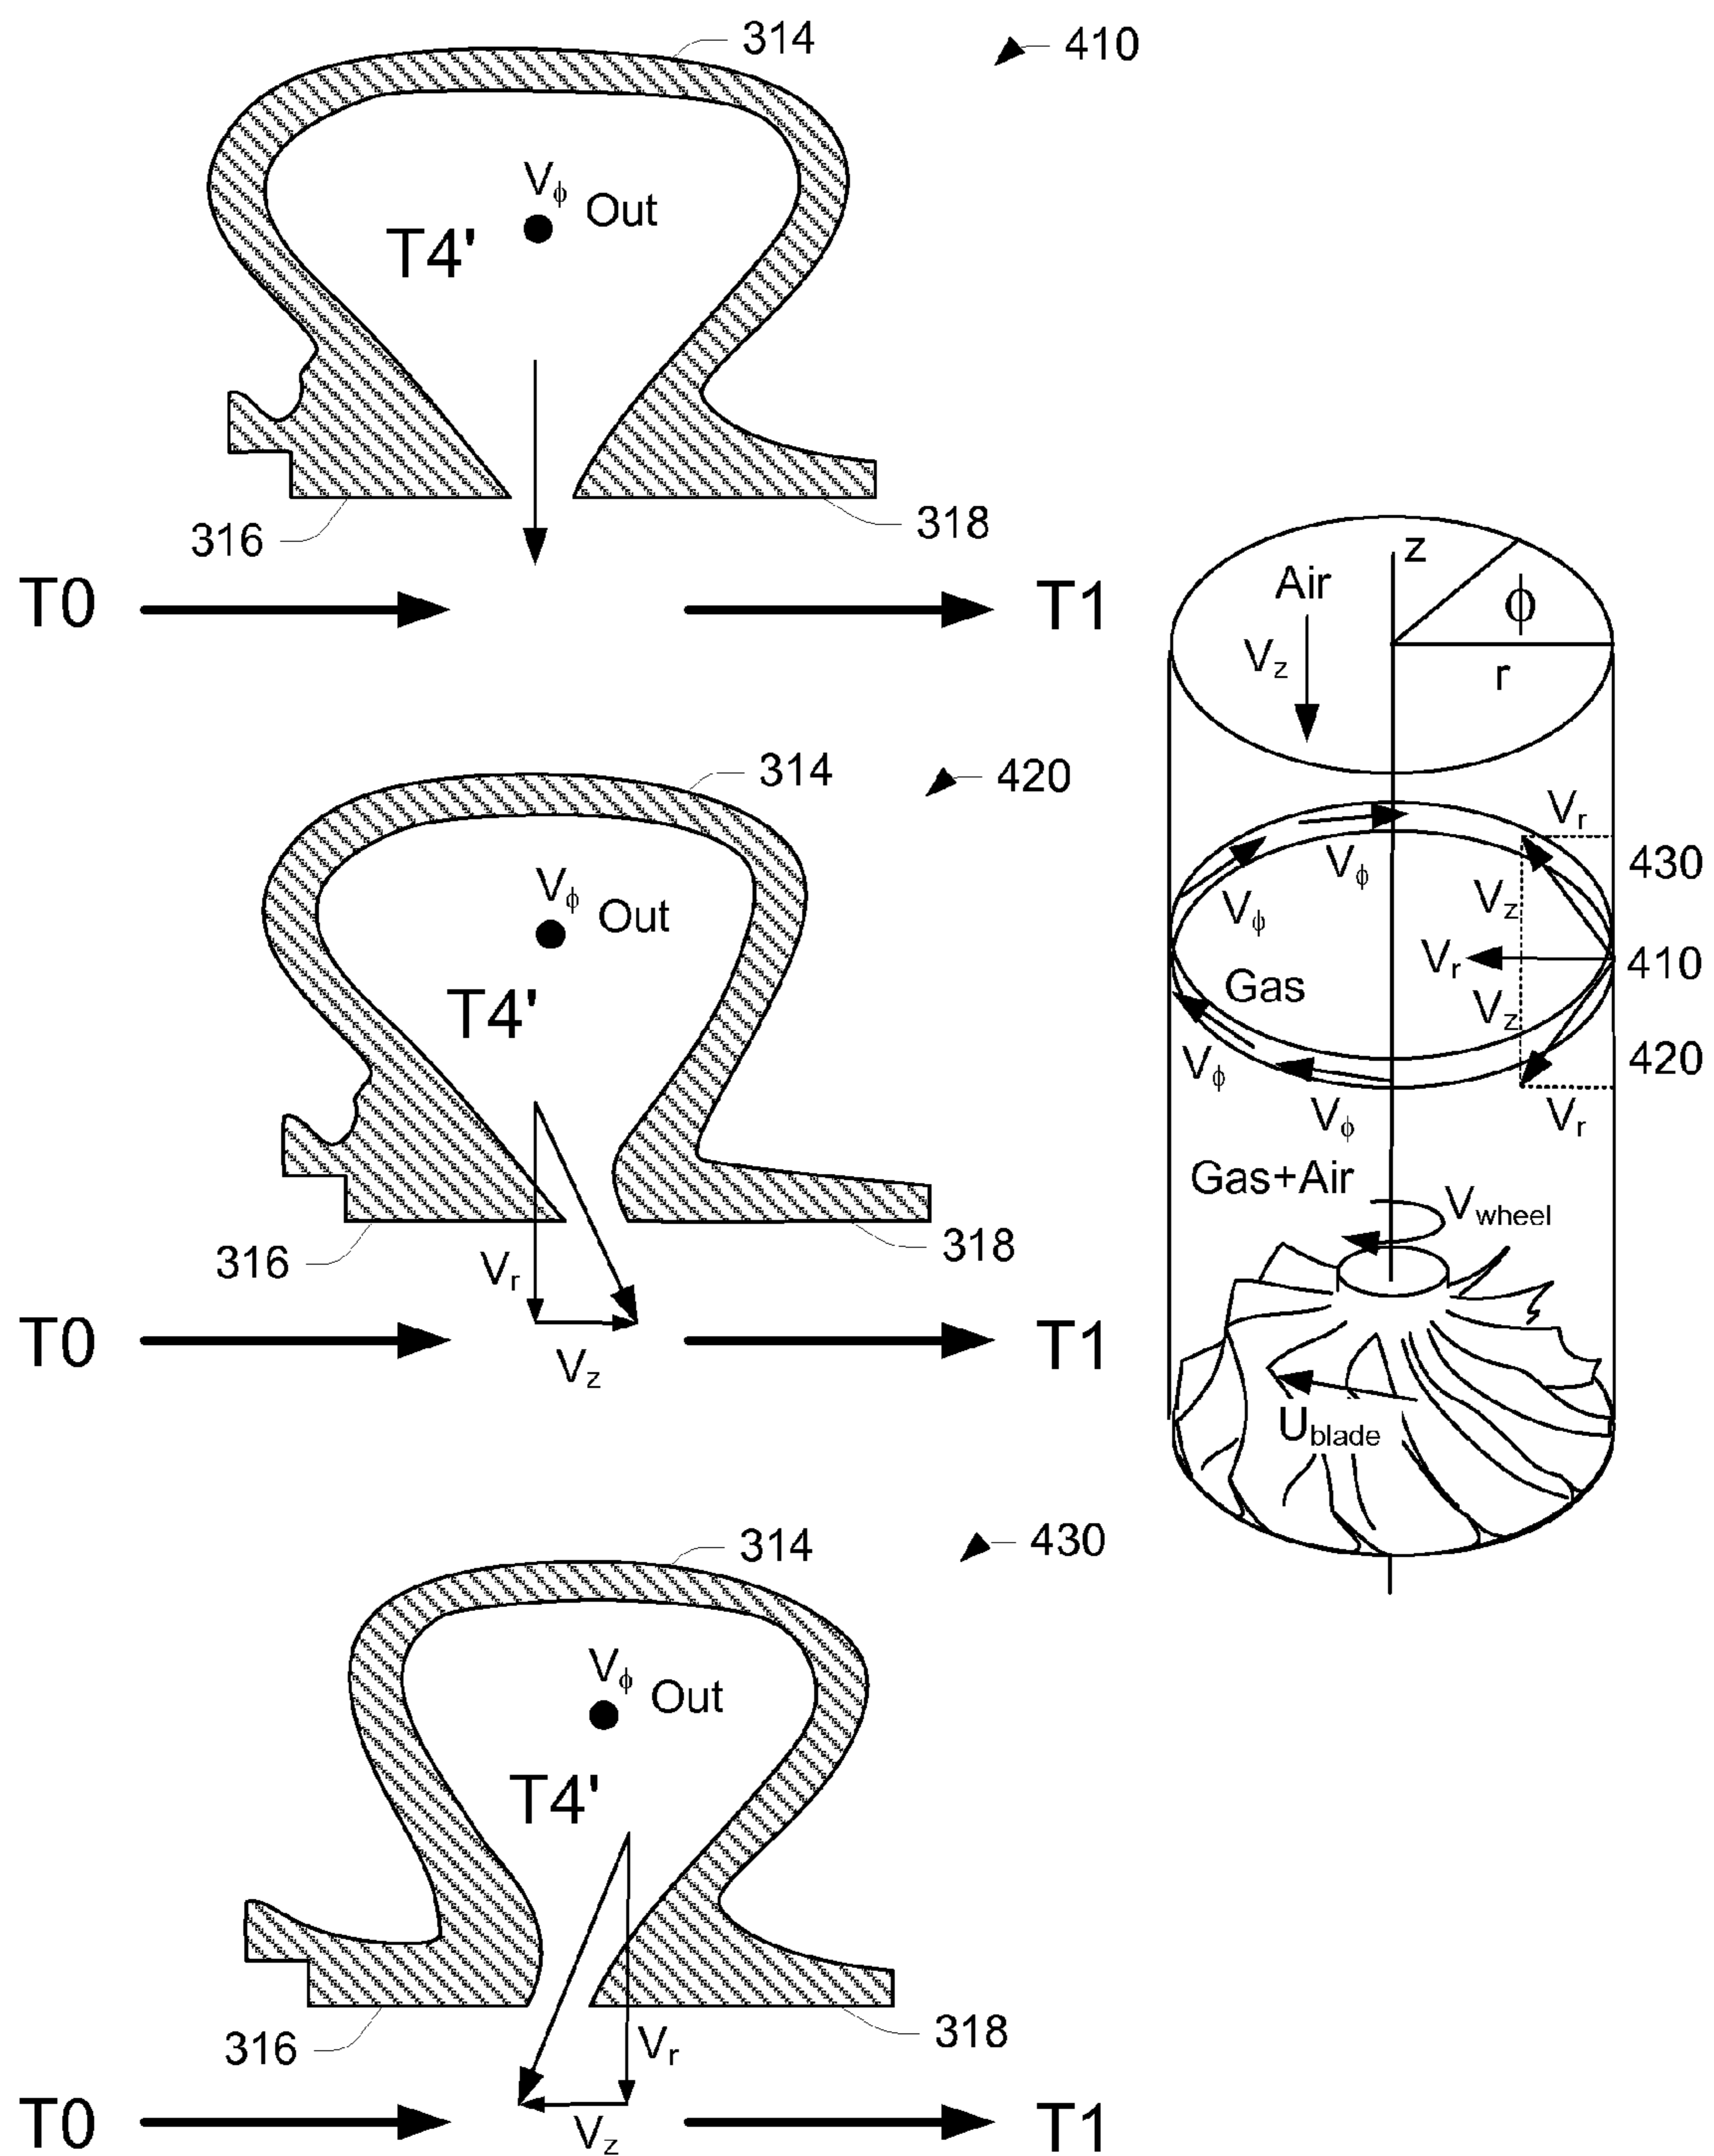 314
410
Vϕ
Out
T4'
316
318
T0
T1
314
420
Vϕ
Out
T4'
316
Vr
318
T0
Vz
T1
314
430
Vϕ
Out
T4'
316
Vr
318
T0
Vz
T1
z
Air
ϕ
Vz
r
Vr
Vϕ
430
Vz
Vϕ
Vr
410
Gas
Vz
Vϕ
420
Vϕ
Vr
Gas+Air
Vwheel
Ublade